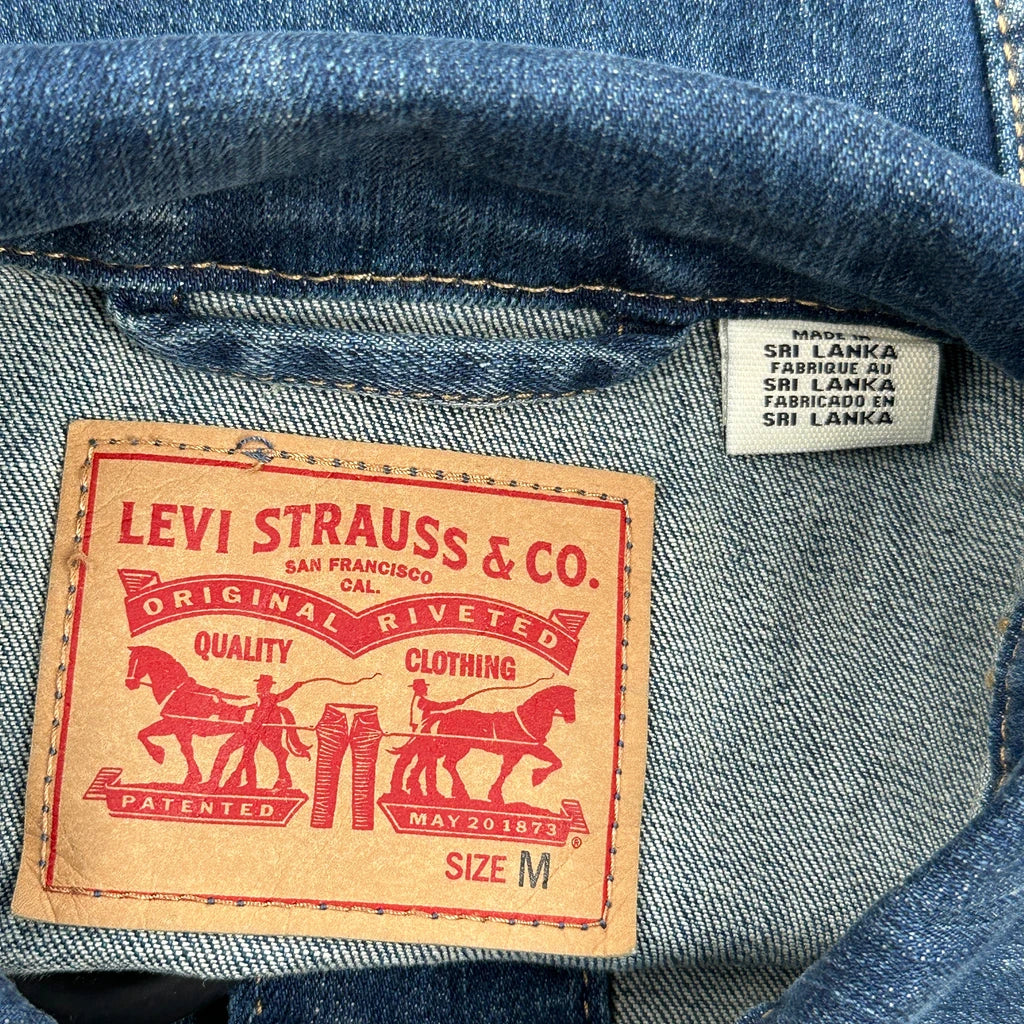 MADE IN
SRI LANKA
FABRIQUE AU
SRI LANKA
FABRICADO EN
SRI LANKA
LEVI STRAUSS & CO.
SAN FRANCISCO
CAL.
ORIGINAL RIVETED
QUALITY CLOTHING
PATENTED MAY 20 1873
®
SIZE M